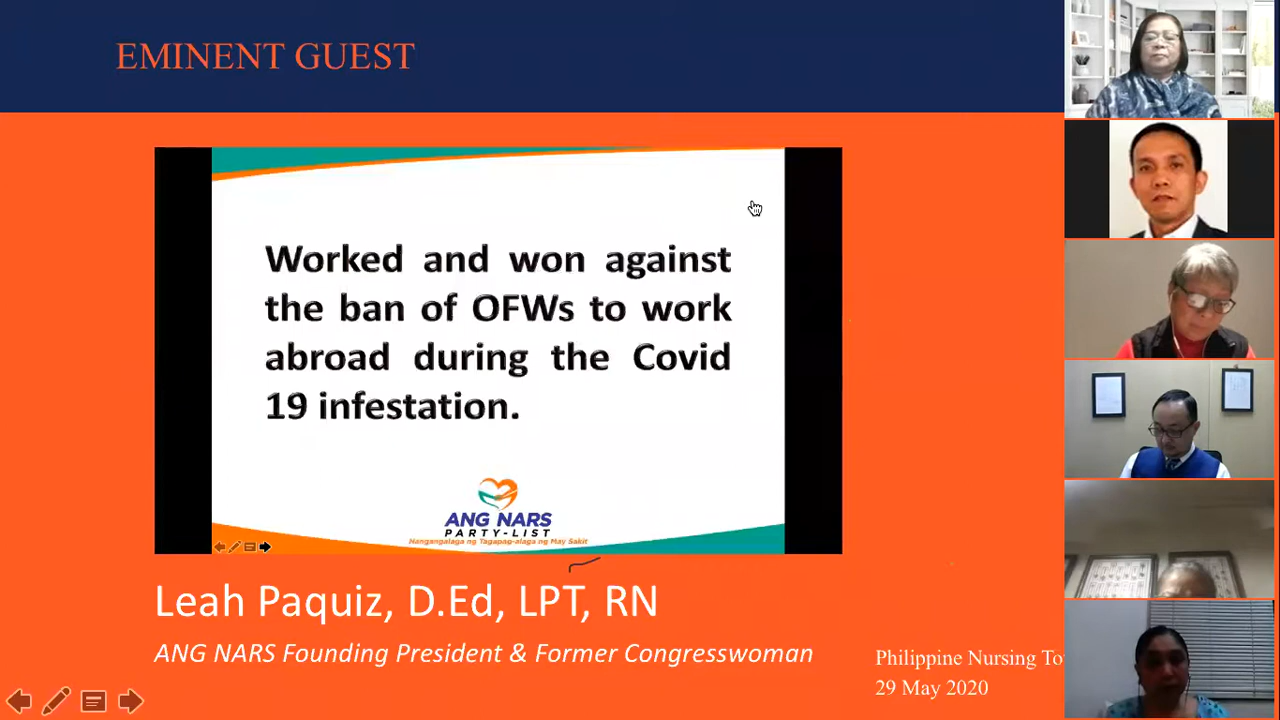 EMINENT GUEST
Worked and won against
the ban of OFWs to work
abroad during the Covid
19 infestation.
ANG NARS
PARTY-LIST
Nangangalaga ng Tagapag-alaga ng May Sakit
Leah Paquiz, D.Ed, LPT, RN
ANG NARS Founding President & Former Congresswoman
Philippine Nursing To
29 May 2020